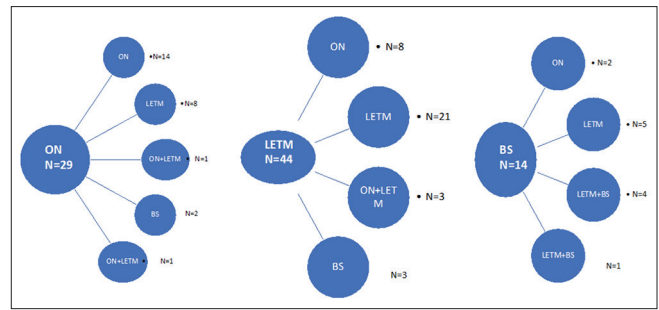 ON
N=29
ON
•N=14
LETM
•N=8
ON+LETM
• N=1
BS
N=2
ON+LETM
• N=1
LETM
N=44
ON
• N=8
LETM
• N=21
ON+LET
M
• N=3
BS
N=3
BS
N=14
ON
• N=2
LETM
• N=5
LETM+BS
• N=4
LETM+BS
N=1